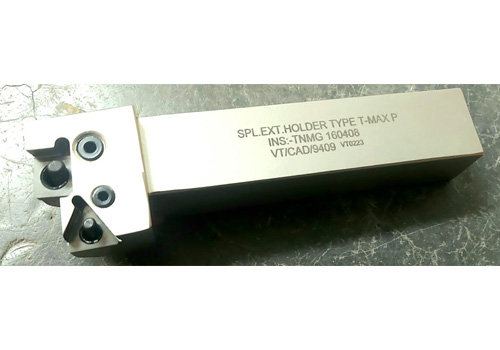 SPL.EXT.HOLDER TYPE T-MAX P
INS:-TNMG 160408
VT/CAD/9409 VT0223